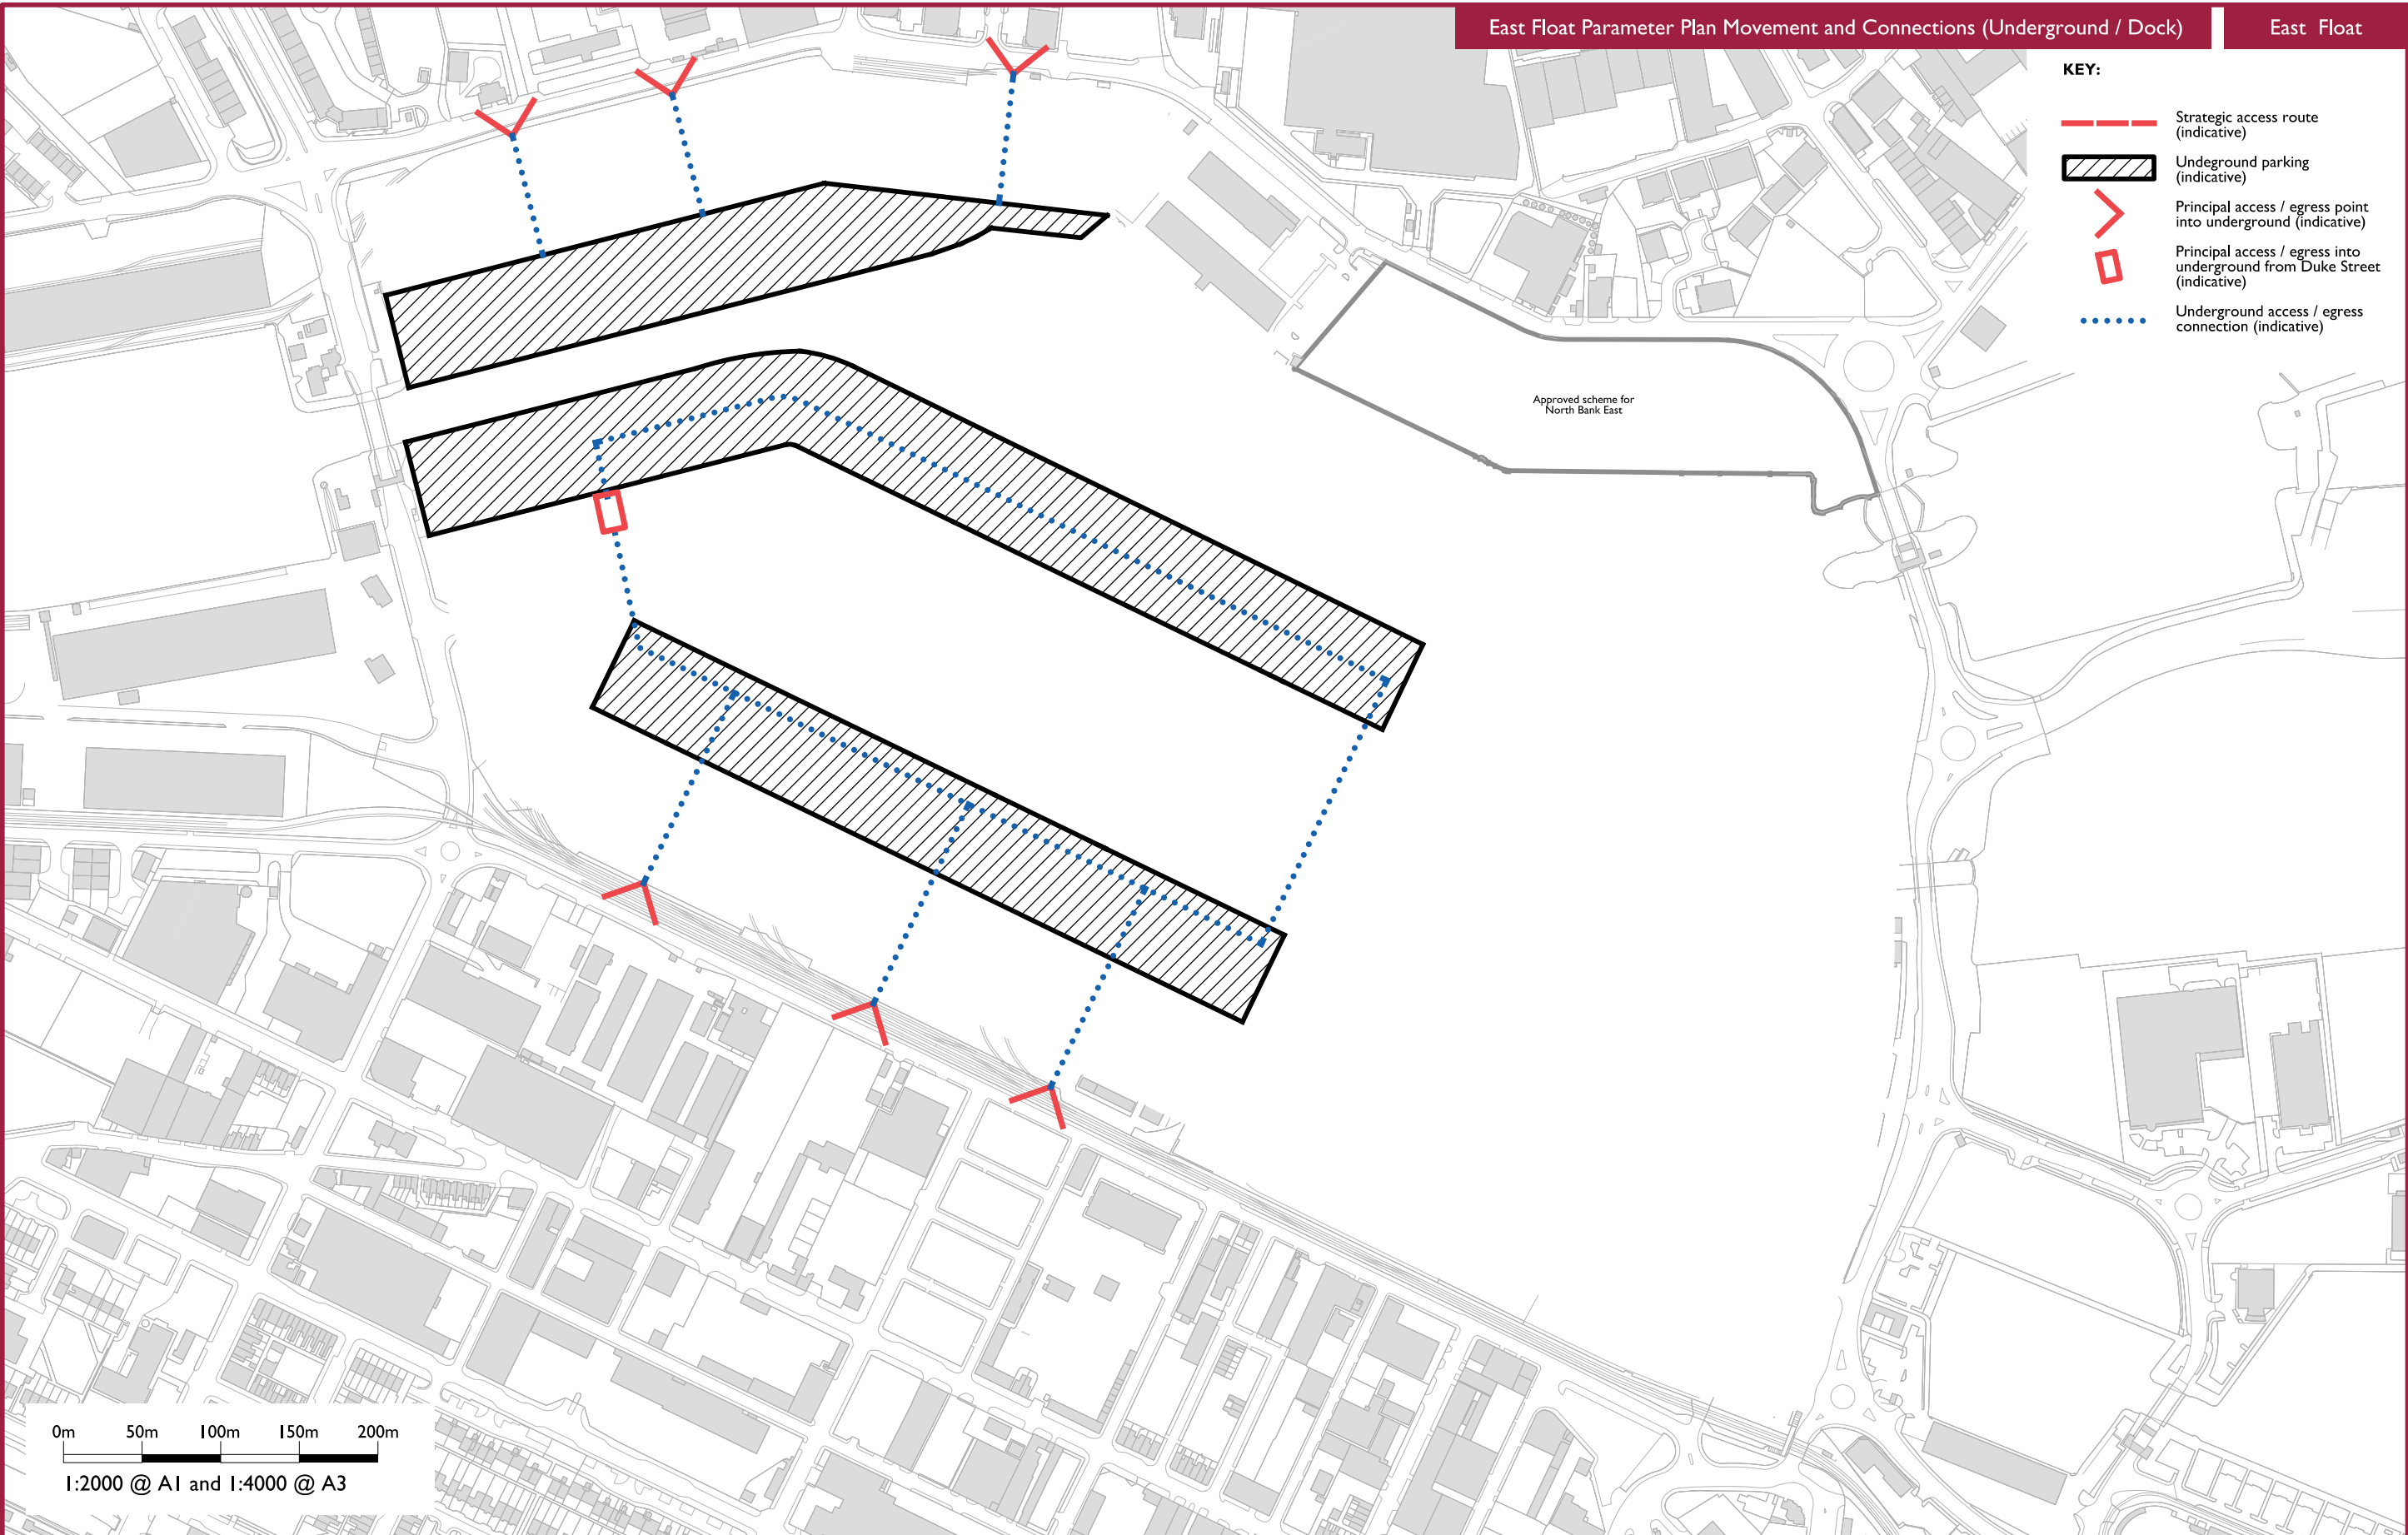 East Float Parameter Plan Movement and Connections (Underground / Dock)
East Float
KEY:
Strategic access route
(indicative)
Undeground parking
(indicative)
Principal access / egress point
into underground (indicative)
Principal access / egress into
underground from Duke Street
(indicative)
Underground access / egress
connection (indicative)
Approved scheme for
North Bank East
0m 50m 100m 150m 200m
1:2000 @ A1 and 1:4000 @ A3